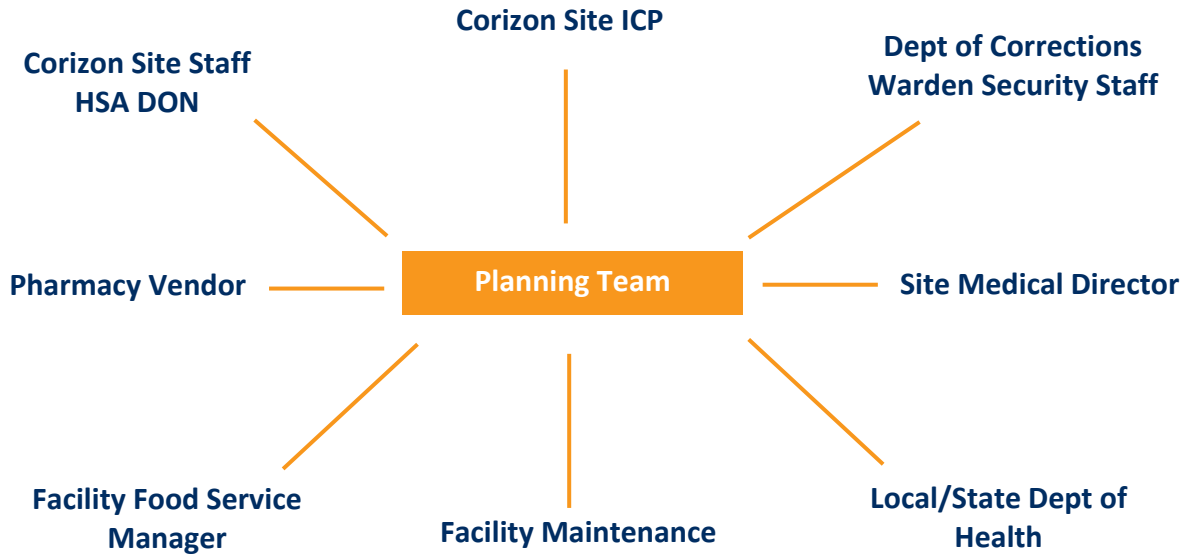 Corizon Site ICP
Corizon Site Staff
HSA DON
Dept of Corrections
Warden Security Staff
Pharmacy Vendor
Planning Team
Site Medical Director
Facility Food Service
Manager
Facility Maintenance
Local/State Dept of
Health